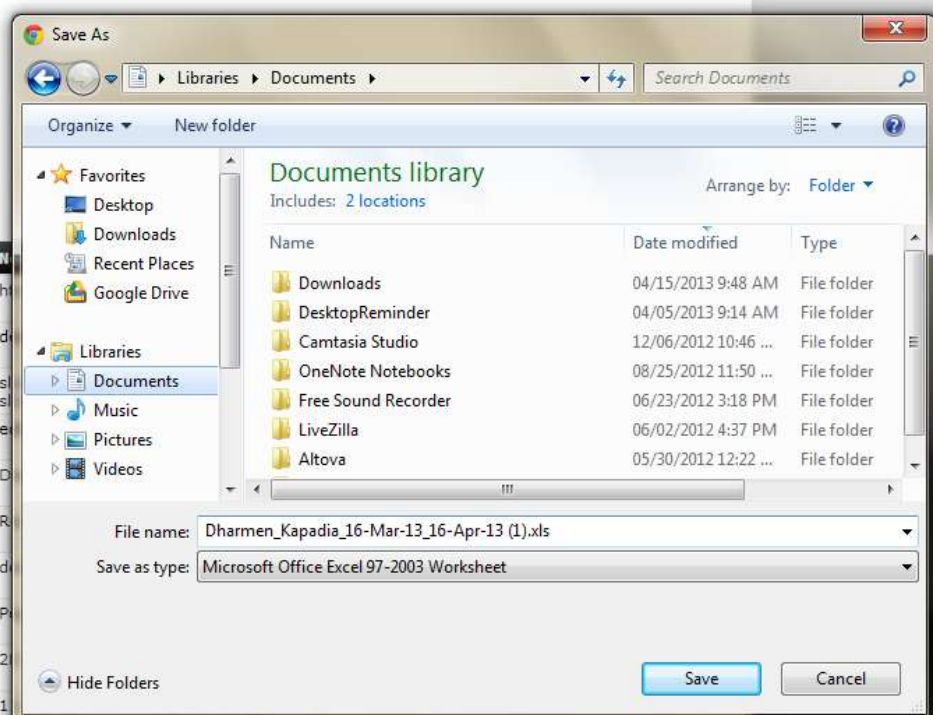 Save As
Libraries Documents Search Documents
Organize New folder
Favorites
Desktop
Downloads
Recent Places
Google Drive
Libraries
Documents
Music
Pictures
Videos
Documents library
Includes: 2 locations
Arrange by: Folder
Name Date modified Type
Downloads 04/15/2013 9:48 AM File folder
DesktopReminder 04/05/2013 9:14 AM File folder
Camtasia Studio 12/06/2012 10:46 ... File folder
OneNote Notebooks 08/25/2012 11:50 ... File folder
Free Sound Recorder 06/23/2012 3:18 PM File folder
LiveZilla 06/02/2012 4:37 PM File folder
Altova 05/30/2012 12:22 ... File folder
File name: Dharmen_Kapadia_16-Mar-13_16-Apr-13 (1).xls
Save as type: Microsoft Office Excel 97-2003 Worksheet
Hide Folders Save Cancel